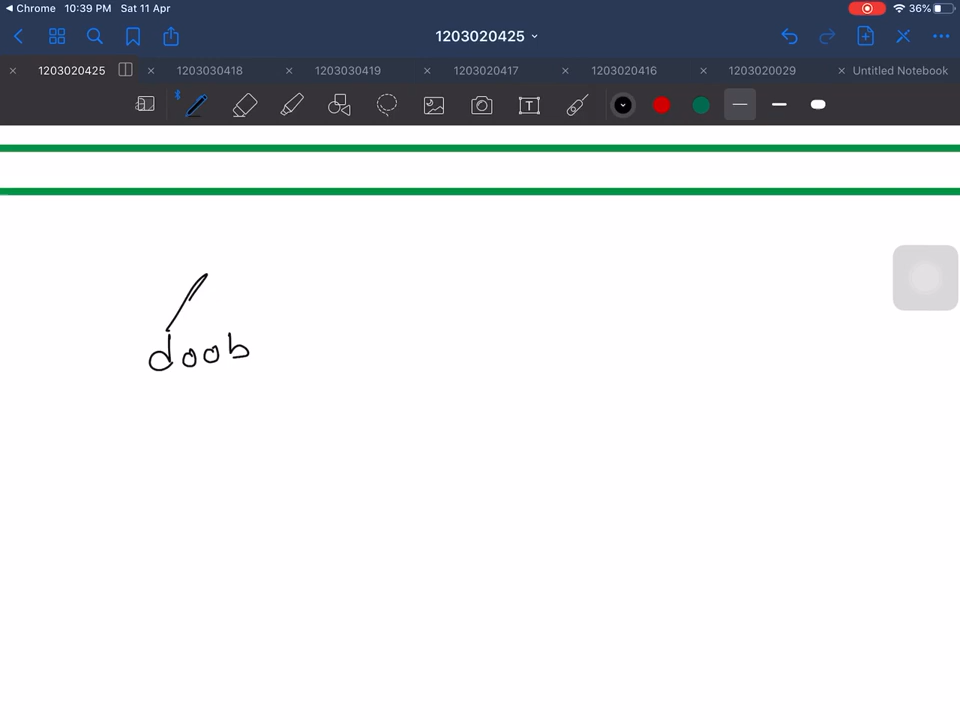 Chrome 10:39 PM Sat 11 Apr 36%
1203020425
1203020425 1203030418 1203030419 1203020417 1203020416 1203020029 Untitled Notebook
T
doob